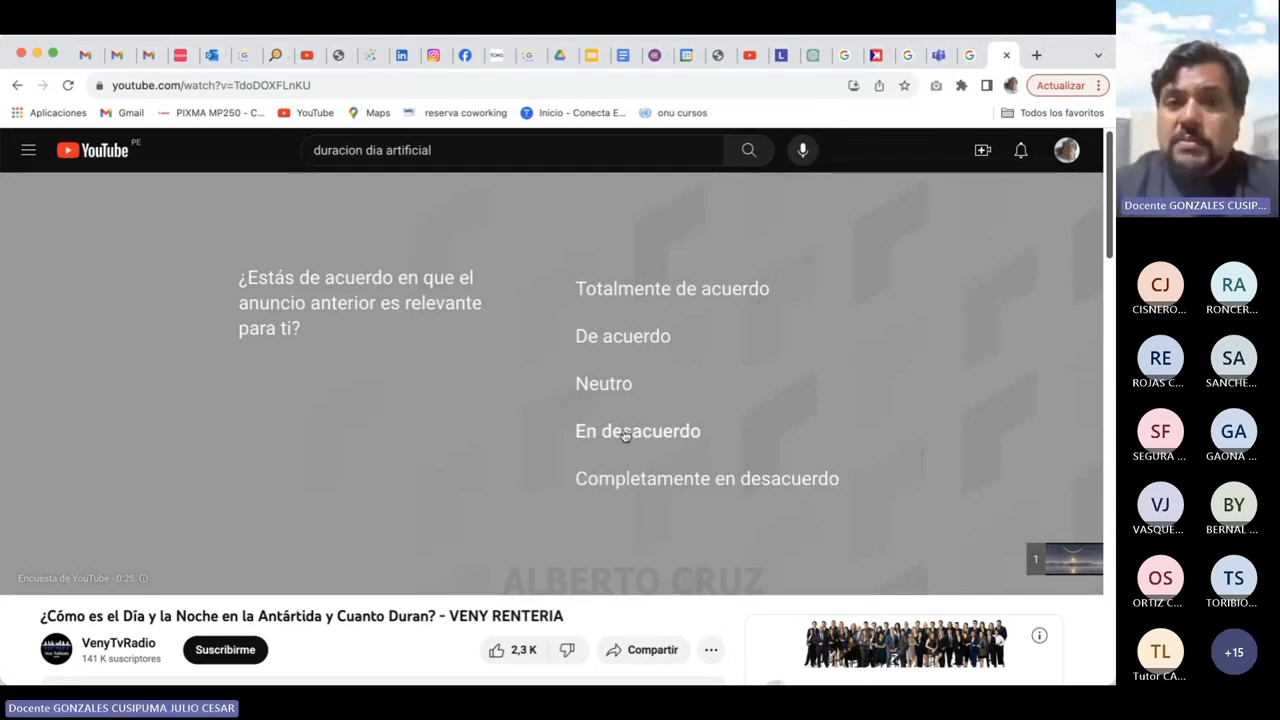 youtube.com/watch?v=TdoDOXFLnKU
Actualizar
Aplicaciones
Gmail
PIXMA MP250 - C...
YouTube
Maps
reserva coworking
Inicio - Conecta E...
onu cursos
Todos los favoritos
YouTube PE
duracion dia artificial
¿Estás de acuerdo en que el
anuncio anterior es relevante
para ti?
Totalmente de acuerdo
De acuerdo
Neutro
En desacuerdo
Completamente en desacuerdo
1
Encuesta de YouTube · 0:25
ALBERTO CRUZ
¿Cómo es el Día y la Noche en la Antártida y Cuanto Duran? - VENY RENTERIA
VenyTvRadio
141 K suscriptores
Suscribirme
2,3 K
Compartir
Docente GONZALES CUSIP...
CJ
CISNERO...
RA
RONCER...
RE
ROJAS C...
SA
SANCHE...
SF
SEGURA ...
GA
GAONA ...
VJ
VASQUE...
BY
BERNAL ...
OS
ORTIZ C...
TS
TORIBIO...
TL
Tutor CA...
+15
Docente GONZALES CUSIPUMA JULIO CESAR